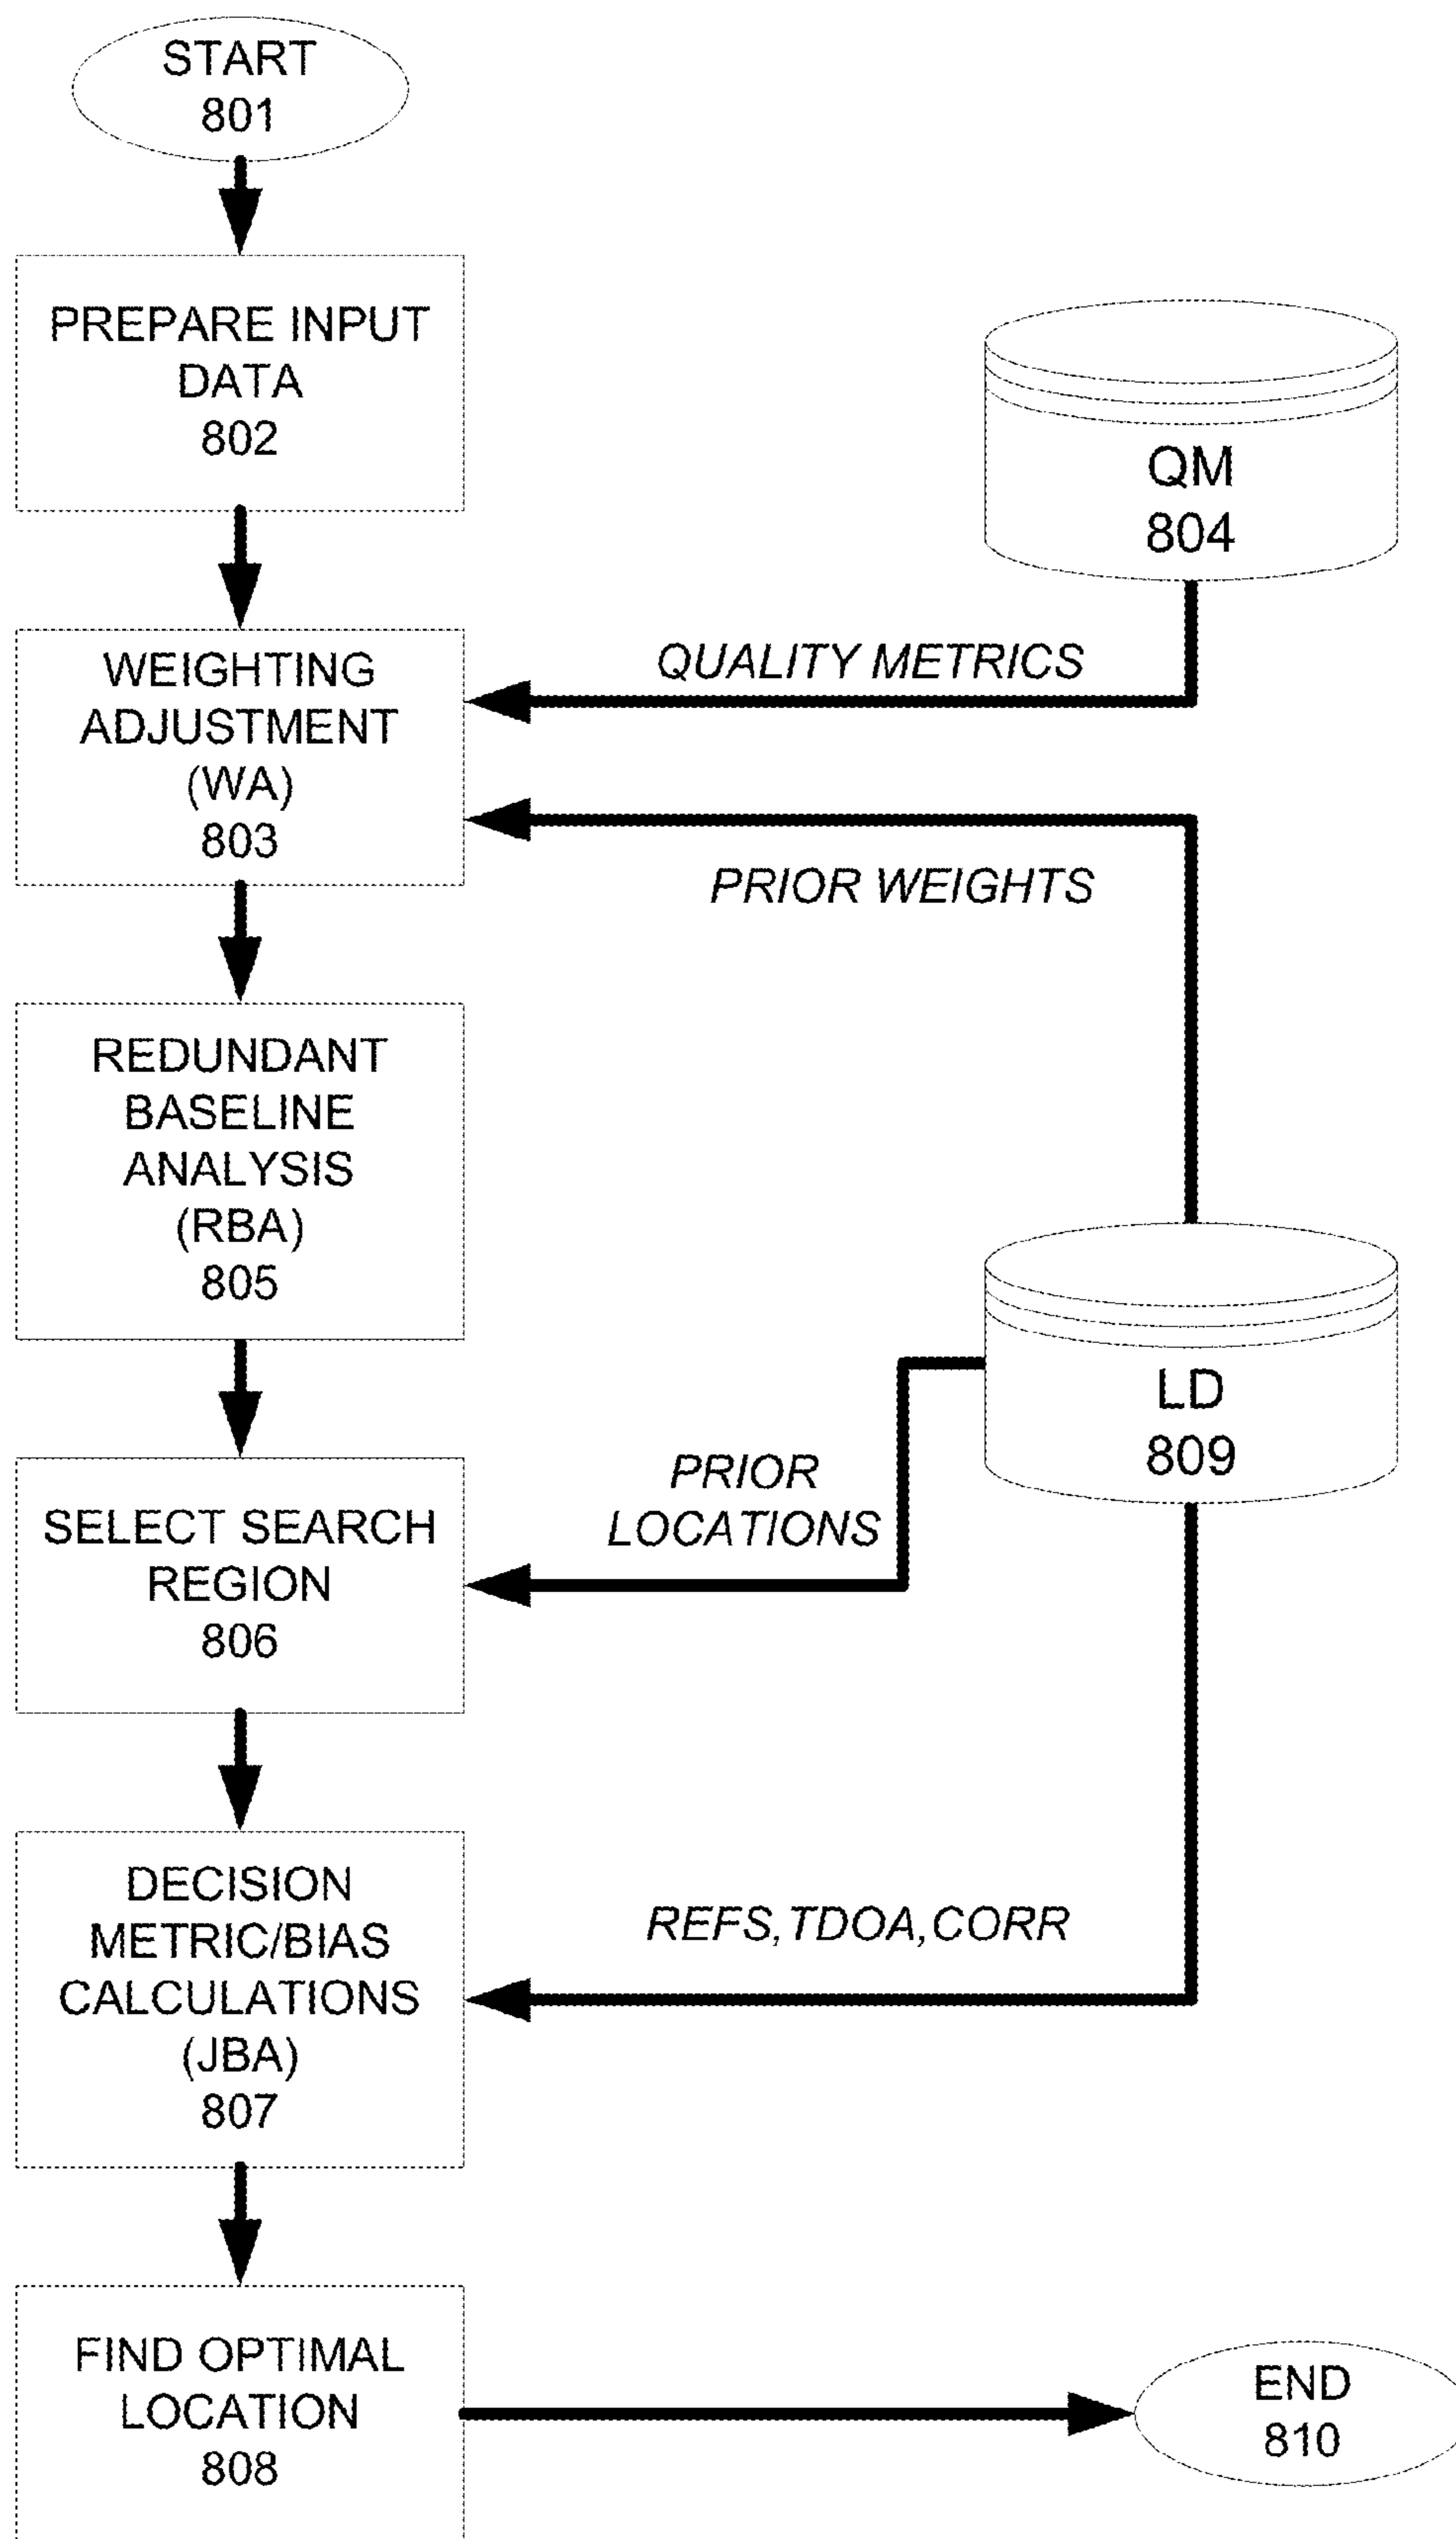 START
801
PREPARE INPUT
DATA
802
QM
804
WEIGHTING
ADJUSTMENT
(WA)
803
QUALITY METRICS
PRIOR WEIGHTS
REDUNDANT
BASELINE
ANALYSIS
(RBA)
805
LD
809
PRIOR
LOCATIONS
SELECT SEARCH
REGION
806
DECISION
METRIC/BIAS
CALCULATIONS
(JBA)
807
REFS,TDOA,CORR
FIND OPTIMAL
LOCATION
808
END
810